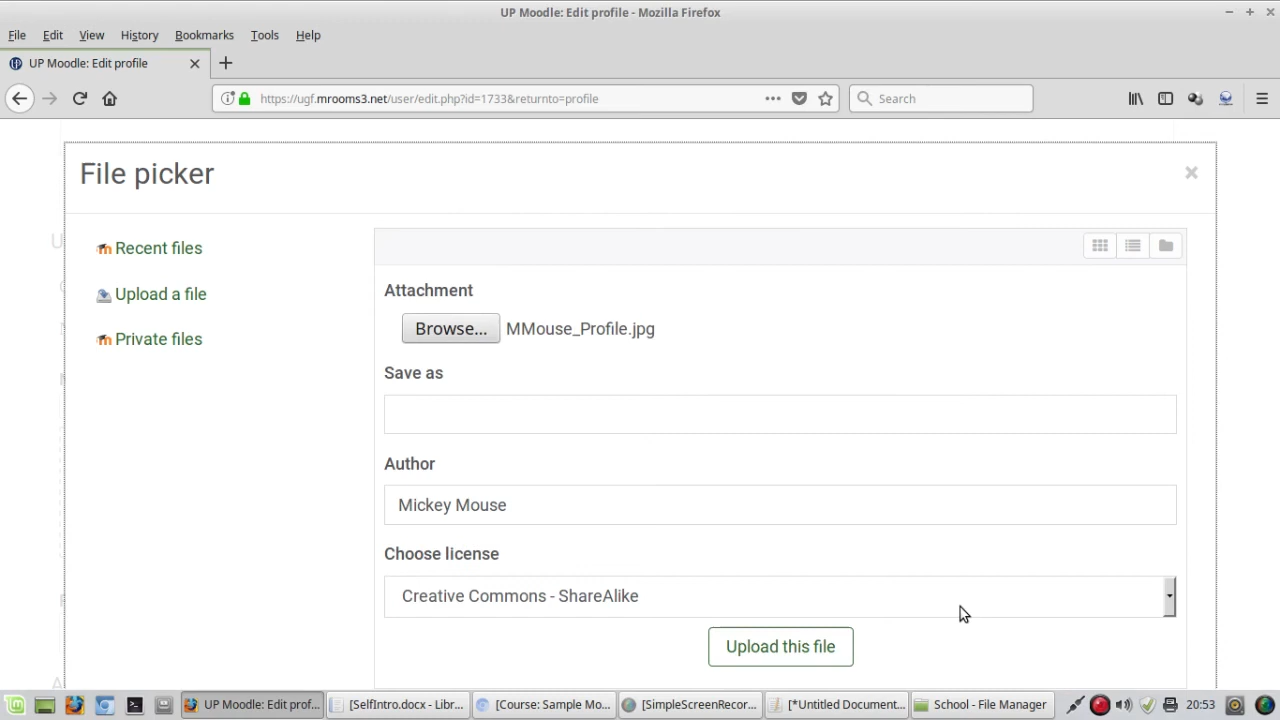 UP Moodle: Edit profile - Mozilla Firefox
File Edit View History Bookmarks Tools Help
UP Moodle: Edit profile
https://ugf.mrooms3.net/user/edit.php?id=1733&returnto=profile
Search
File picker
Recent files
Upload a file
Private files
Attachment
Browse... MMouse_Profile.jpg
Save as
Author
Mickey Mouse
Choose license
Creative Commons - ShareAlike
Upload this file
UP Moodle: Edit prof... [SelfIntro.docx - Libr... [Course: Sample Mo... [SimpleScreenRecor... [*Untitled Document... School - File Manager 20:53